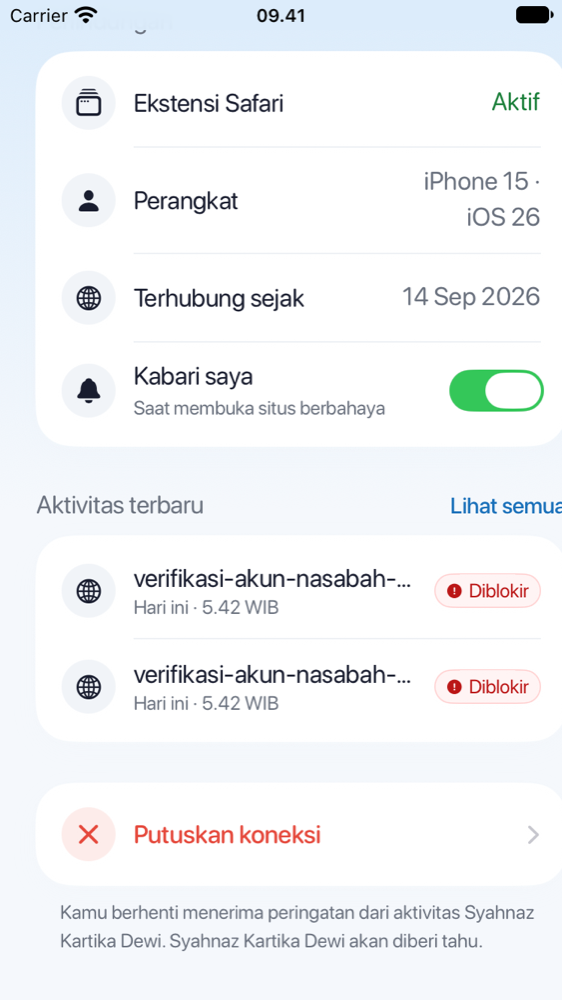 Carrier
09.41
Ekstensi Safari
Aktif
Perangkat
iPhone 15 ·
iOS 26
Terhubung sejak
14 Sep 2026
Kabari saya
Saat membuka situs berbahaya
Aktivitas terbaru
Lihat semua
verifikasi-akun-nasabah-...
Diblokir
Hari ini · 5.42 WIB
verifikasi-akun-nasabah-...
Diblokir
Hari ini · 5.42 WIB
Putuskan koneksi
Kamu berhenti menerima peringatan dari aktivitas Syahnaz
Kartika Dewi. Syahnaz Kartika Dewi akan diberi tahu.